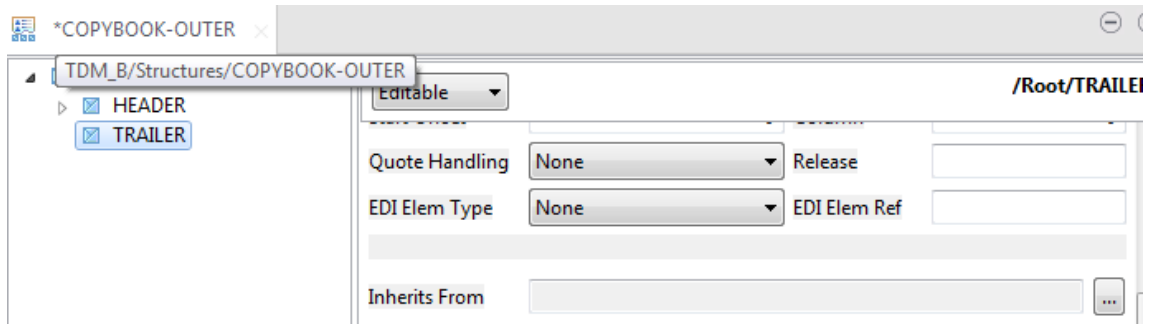 *COPYBOOK-OUTER
TDM_B/Structures/COPYBOOK-OUTER
HEADER
TRAILER
Editable
/Root/TRAILE
Quote Handling
None
Release
EDI Elem Type
None
EDI Elem Ref
Inherits From
...